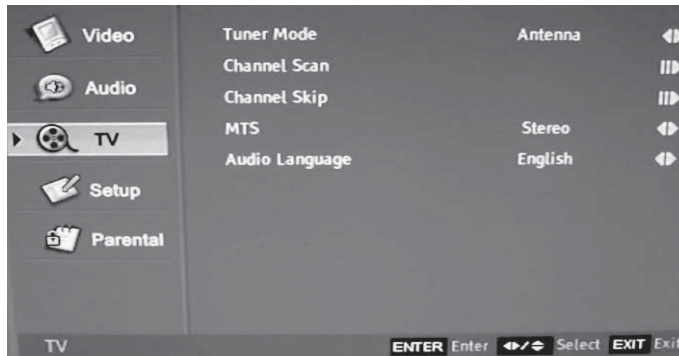 Video
Audio
TV
Setup
Parental
Tuner Mode Antenna
Channel Scan
Channel Skip
MTS Stereo
Audio Language English
TV ENTER Enter Select EXIT Exit